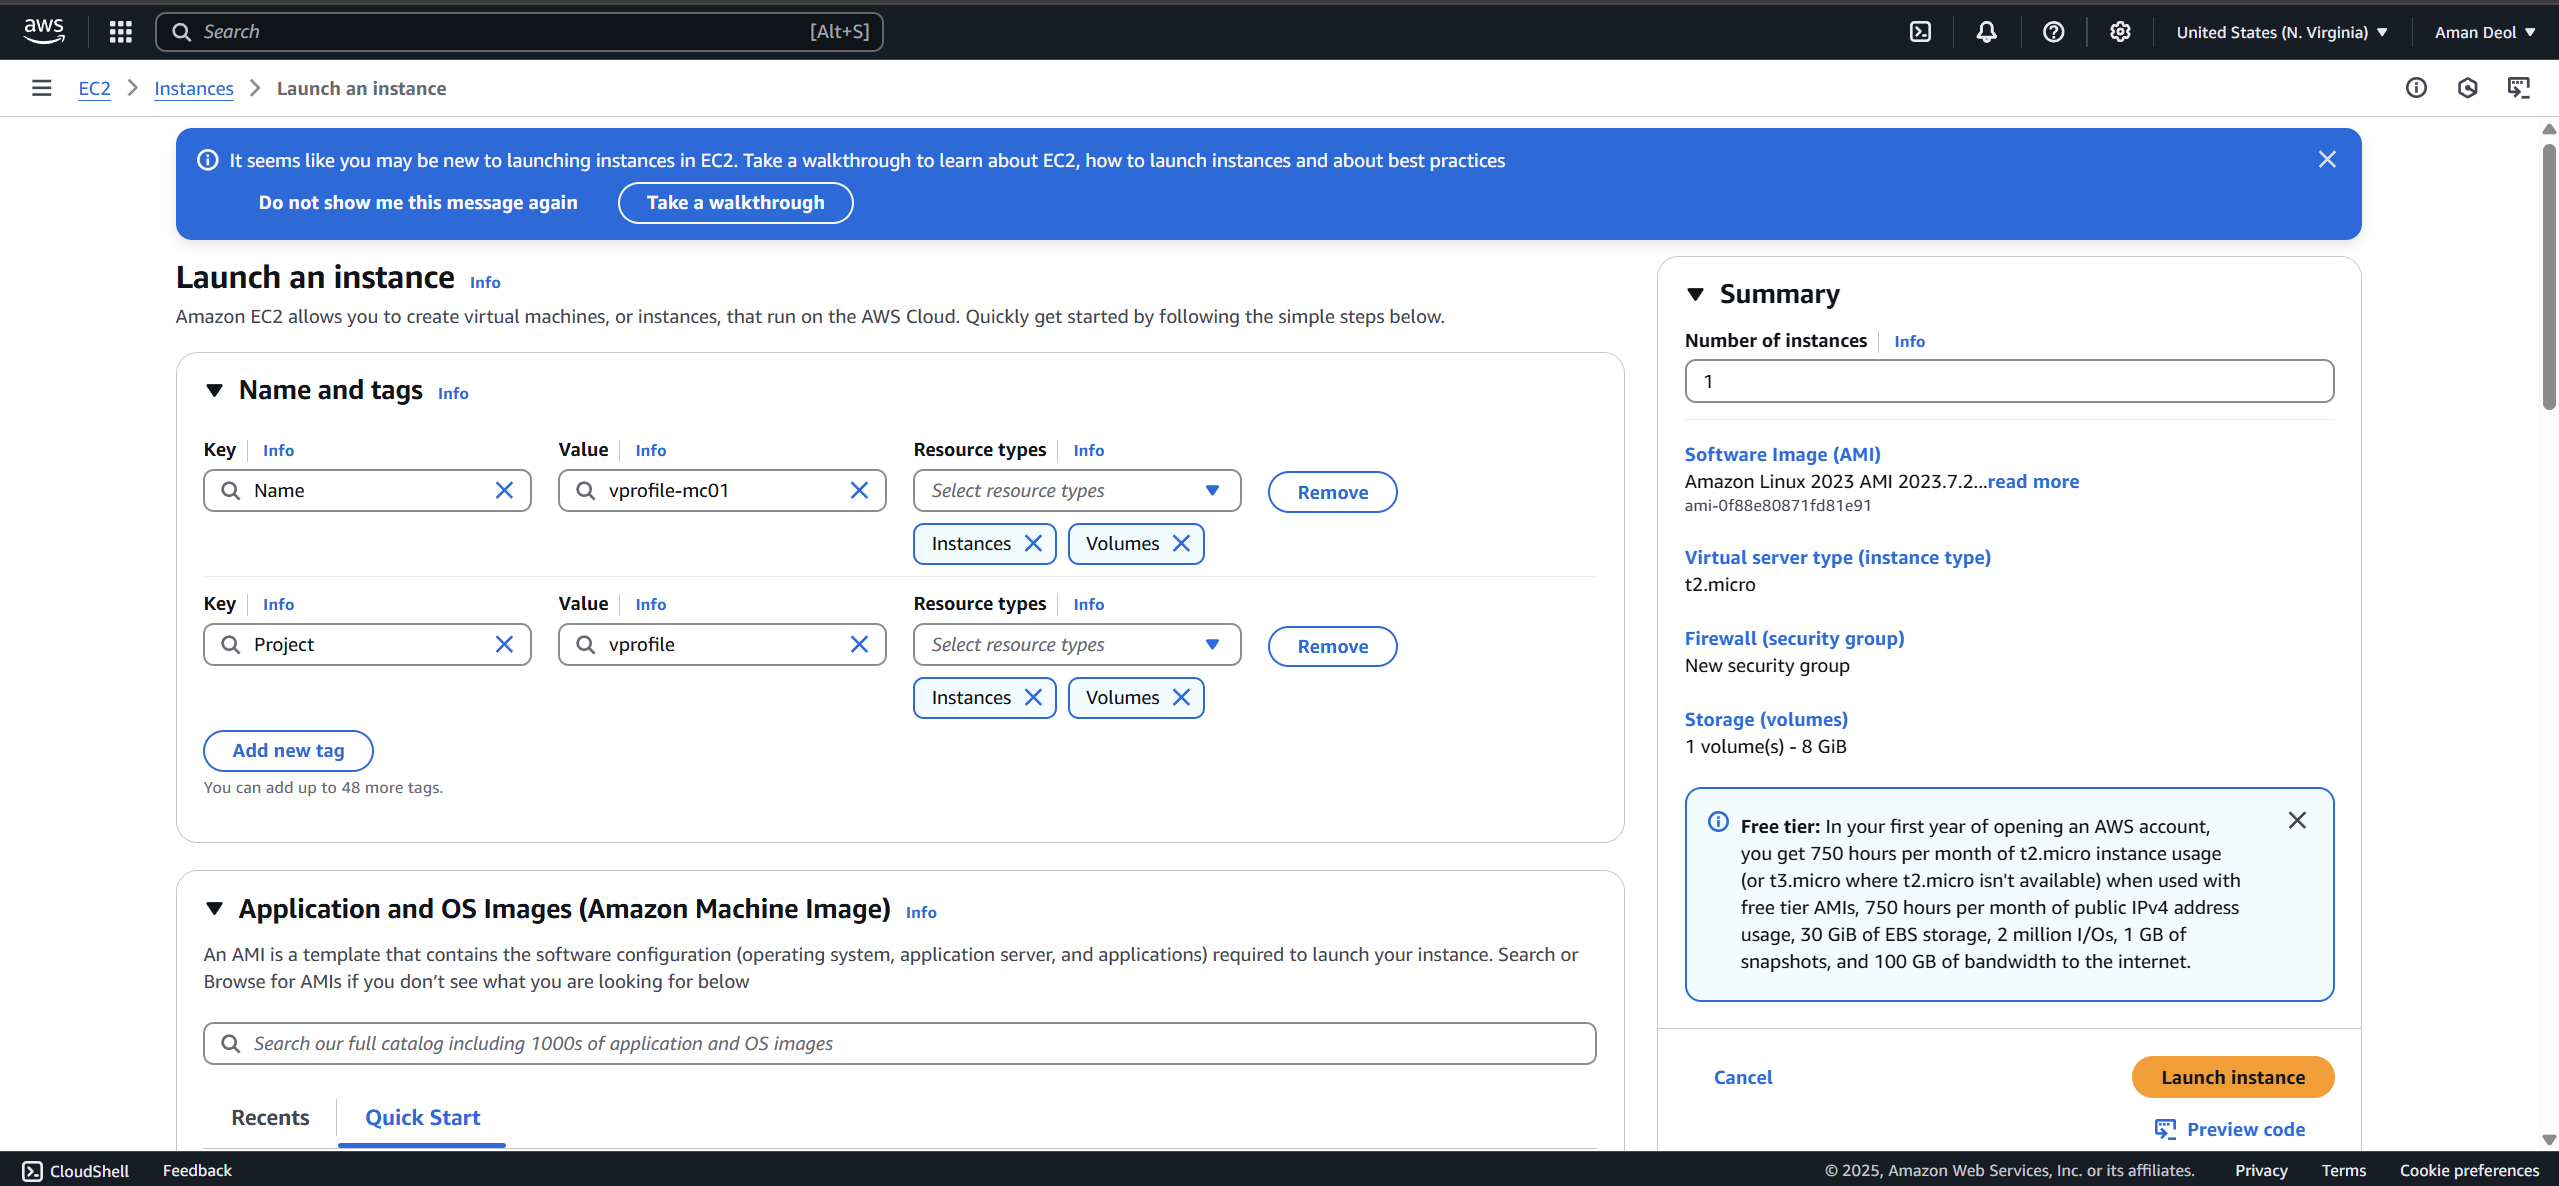 aws
Search [Alt+S]
United States (N. Virginia)
Aman Deol
EC2
Instances
Launch an instance
It seems like you may be new to launching instances in EC2. Take a walkthrough to learn about EC2, how to launch instances and about best practices
Do not show me this message again
Take a walkthrough
Launch an instance Info
Amazon EC2 allows you to create virtual machines, or instances, that run on the AWS Cloud. Quickly get started by following the simple steps below.
Name and tags Info
Key Info
Value Info
Resource types Info
Name
vprofile-mc01
Select resource types
Remove
Instances
Volumes
Key Info
Value Info
Resource types Info
Project
vprofile
Select resource types
Remove
Instances
Volumes
Add new tag
You can add up to 48 more tags.
Application and OS Images (Amazon Machine Image) Info
An AMI is a template that contains the software configuration (operating system, application server, and applications) required to launch your instance. Search or
Browse for AMIs if you don’t see what you are looking for below
Search our full catalog including 1000s of application and OS images
Recents
Quick Start
Summary
Number of instances Info
1
Software Image (AMI)
Amazon Linux 2023 AMI 2023.7.2...read more
ami-0f88e80871fd81e91
Virtual server type (instance type)
t2.micro
Firewall (security group)
New security group
Storage (volumes)
1 volume(s) - 8 GiB
Free tier: In your first year of opening an AWS account,
you get 750 hours per month of t2.micro instance usage
(or t3.micro where t2.micro isn't available) when used with
free tier AMIs, 750 hours per month of public IPv4 address
usage, 30 GiB of EBS storage, 2 million I/Os, 1 GB of
snapshots, and 100 GB of bandwidth to the internet.
Cancel
Launch instance
Preview code
CloudShell
Feedback
© 2025, Amazon Web Services, Inc. or its affiliates.
Privacy
Terms
Cookie preferences